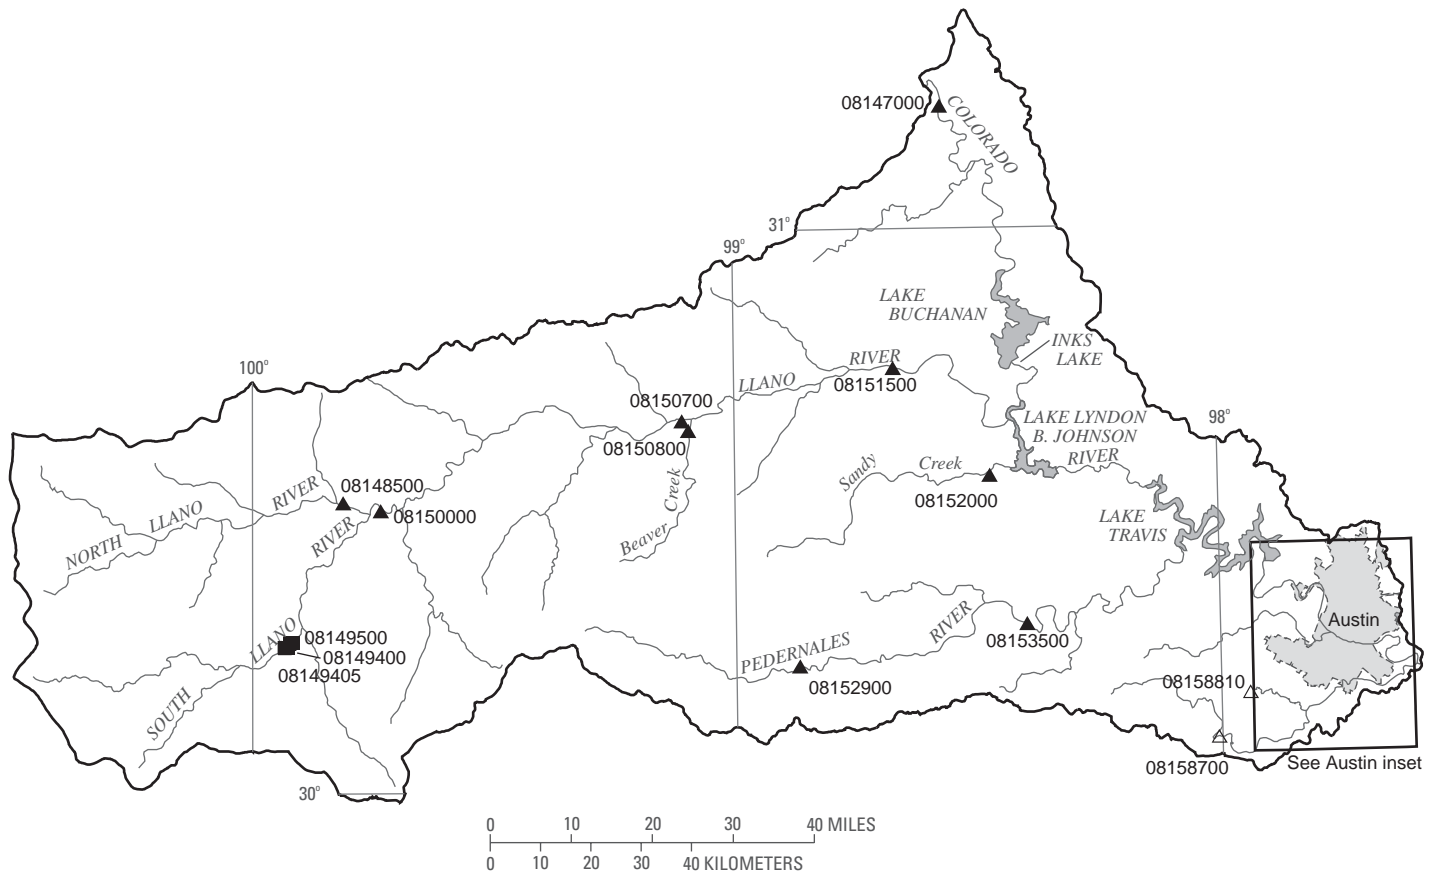 08147000
COLORADO
31°
99°
LAKE
BUCHANAN
INKS
LAKE
RIVER
LLANO
08151500
100°
08150700
08150800
LAKE LYNDON
B. JOHNSON
RIVER
98°
Sandy Creek
08152000
Beaver Creek
08148500
08150000
NORTH LLANO RIVER
RIVER
LAKE
TRAVIS
SOUTH LLANO
08149500
08149400
08149405
PEDERNALES RIVER
08153500
08152900
Austin
08158810
08158700
See Austin inset
30°
0 10 20 30 40 MILES
0 10 20 30 40 KILOMETERS